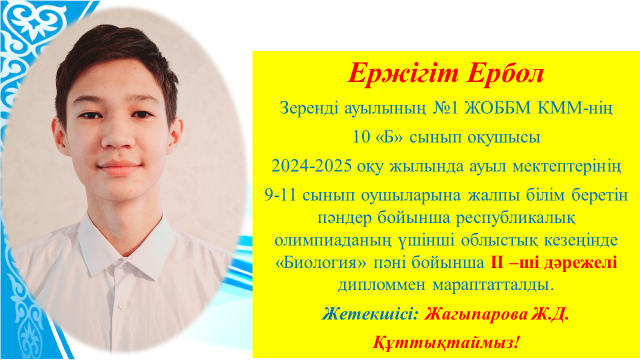 Ержігіт Ербол
Зеренді ауылының №1 ЖОББМ КММ-нің
10 «Б» сынып оқушысы
2024-2025 оқу жылында ауыл мектептерінің
9-11 сынып оушыларына жалпы білім беретін
пәндер бойынша республикалық
олимпиаданың үшінші облыстық кезеңінде
«Биология» пәні бойынша ІІ –ші дәрежелі
дипломмен мараптатталды.
Жетекшісі: Жагыпарова Ж.Д.
Құттықтаймыз!